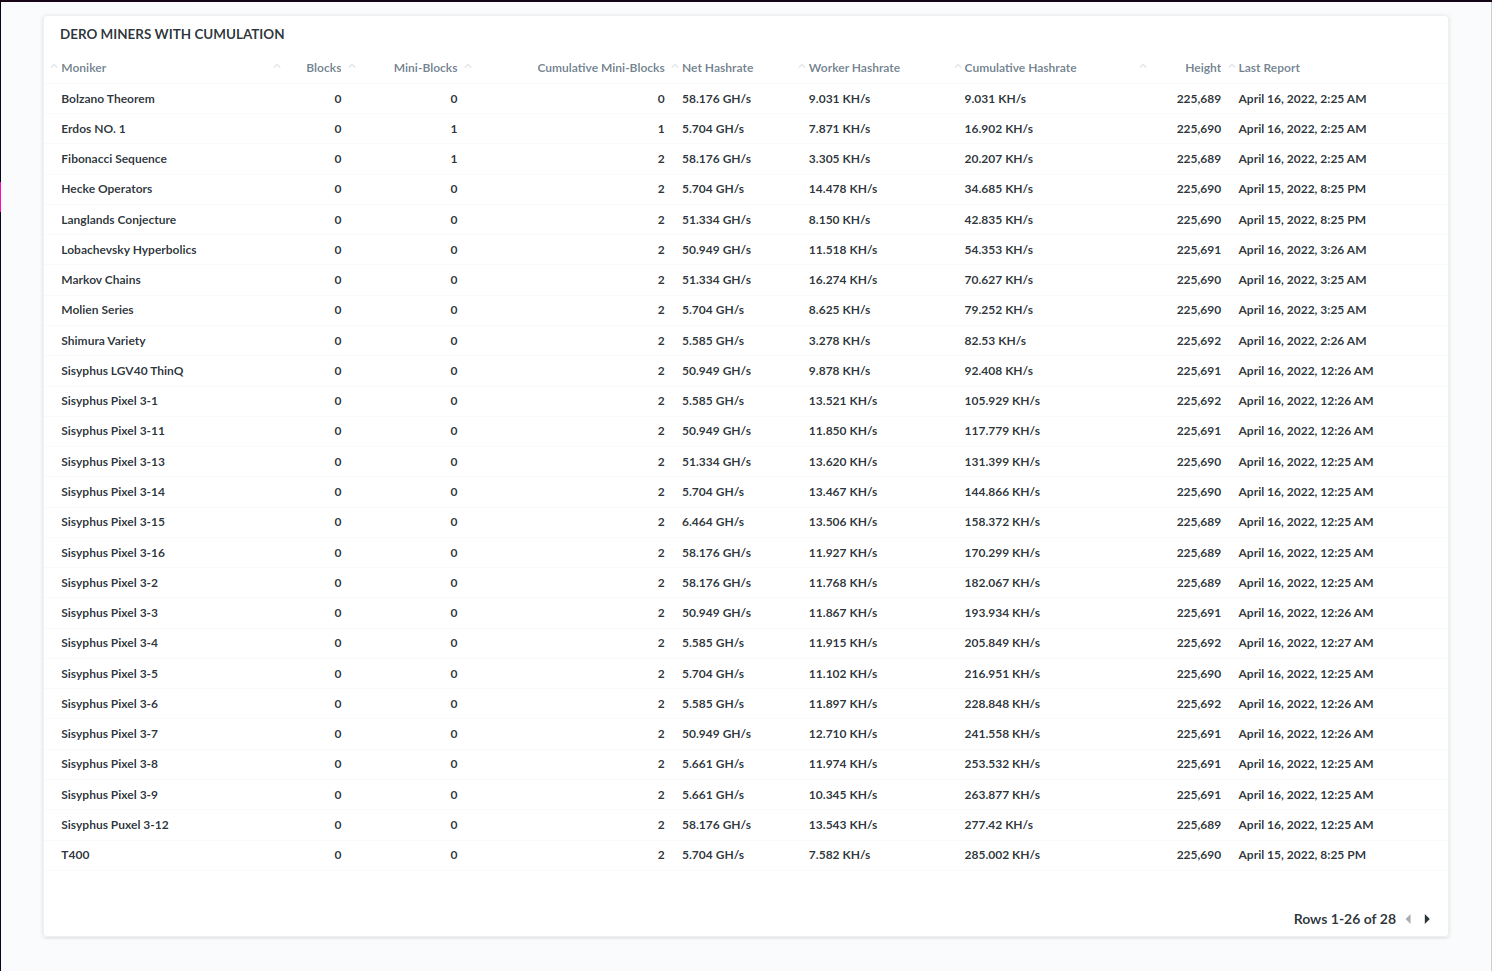 DERO MINERS WITH CUMULATION
Moniker Blocks Mini-Blocks Cumulative Mini-Blocks Net Hashrate Worker Hashrate Cumulative Hashrate Height Last Report
Bolzano Theorem 0 0 0 58.176 GH/s 9.031 KH/s 9.031 KH/s 225,689 April 16, 2022, 2:25 AM
Erdos NO. 1 0 1 1 5.704 GH/s 7.871 KH/s 16.902 KH/s 225,690 April 16, 2022, 2:25 AM
Fibonacci Sequence 0 1 2 58.176 GH/s 3.305 KH/s 20.207 KH/s 225,689 April 16, 2022, 2:25 AM
Hecke Operators 0 0 2 5.704 GH/s 14.478 KH/s 34.685 KH/s 225,690 April 15, 2022, 8:25 PM
Langlands Conjecture 0 0 2 51.334 GH/s 8.150 KH/s 42.835 KH/s 225,690 April 15, 2022, 8:25 PM
Lobachevsky Hyperbolics 0 0 2 50.949 GH/s 11.518 KH/s 54.353 KH/s 225,691 April 16, 2022, 3:26 AM
Markov Chains 0 0 2 51.334 GH/s 16.274 KH/s 70.627 KH/s 225,690 April 16, 2022, 3:25 AM
Molien Series 0 0 2 5.704 GH/s 8.625 KH/s 79.252 KH/s 225,690 April 16, 2022, 3:25 AM
Shimura Variety 0 0 2 5.585 GH/s 3.278 KH/s 82.53 KH/s 225,692 April 16, 2022, 2:26 AM
Sisyphus LGV40 ThinQ 0 0 2 50.949 GH/s 9.878 KH/s 92.408 KH/s 225,691 April 16, 2022, 12:26 AM
Sisyphus Pixel 3-1 0 0 2 5.585 GH/s 13.521 KH/s 105.929 KH/s 225,692 April 16, 2022, 12:26 AM
Sisyphus Pixel 3-11 0 0 2 50.949 GH/s 11.850 KH/s 117.779 KH/s 225,691 April 16, 2022, 12:26 AM
Sisyphus Pixel 3-13 0 0 2 51.334 GH/s 13.620 KH/s 131.399 KH/s 225,690 April 16, 2022, 12:25 AM
Sisyphus Pixel 3-14 0 0 2 5.704 GH/s 13.467 KH/s 144.866 KH/s 225,690 April 16, 2022, 12:25 AM
Sisyphus Pixel 3-15 0 0 2 6.464 GH/s 13.506 KH/s 158.372 KH/s 225,689 April 16, 2022, 12:25 AM
Sisyphus Pixel 3-16 0 0 2 58.176 GH/s 11.927 KH/s 170.299 KH/s 225,689 April 16, 2022, 12:25 AM
Sisyphus Pixel 3-2 0 0 2 58.176 GH/s 11.768 KH/s 182.067 KH/s 225,689 April 16, 2022, 12:25 AM
Sisyphus Pixel 3-3 0 0 2 50.949 GH/s 11.867 KH/s 193.934 KH/s 225,691 April 16, 2022, 12:26 AM
Sisyphus Pixel 3-4 0 0 2 5.585 GH/s 11.915 KH/s 205.849 KH/s 225,692 April 16, 2022, 12:27 AM
Sisyphus Pixel 3-5 0 0 2 5.704 GH/s 11.102 KH/s 216.951 KH/s 225,690 April 16, 2022, 12:25 AM
Sisyphus Pixel 3-6 0 0 2 5.585 GH/s 11.897 KH/s 228.848 KH/s 225,692 April 16, 2022, 12:26 AM
Sisyphus Pixel 3-7 0 0 2 50.949 GH/s 12.710 KH/s 241.558 KH/s 225,691 April 16, 2022, 12:26 AM
Sisyphus Pixel 3-8 0 0 2 5.661 GH/s 11.974 KH/s 253.532 KH/s 225,691 April 16, 2022, 12:25 AM
Sisyphus Pixel 3-9 0 0 2 5.661 GH/s 10.345 KH/s 263.877 KH/s 225,691 April 16, 2022, 12:25 AM
Sisyphus Puxel 3-12 0 0 2 58.176 GH/s 13.543 KH/s 277.42 KH/s 225,689 April 16, 2022, 12:25 AM
T400 0 0 2 5.704 GH/s 7.582 KH/s 285.002 KH/s 225,690 April 15, 2022, 8:25 PM
Rows 1-26 of 28